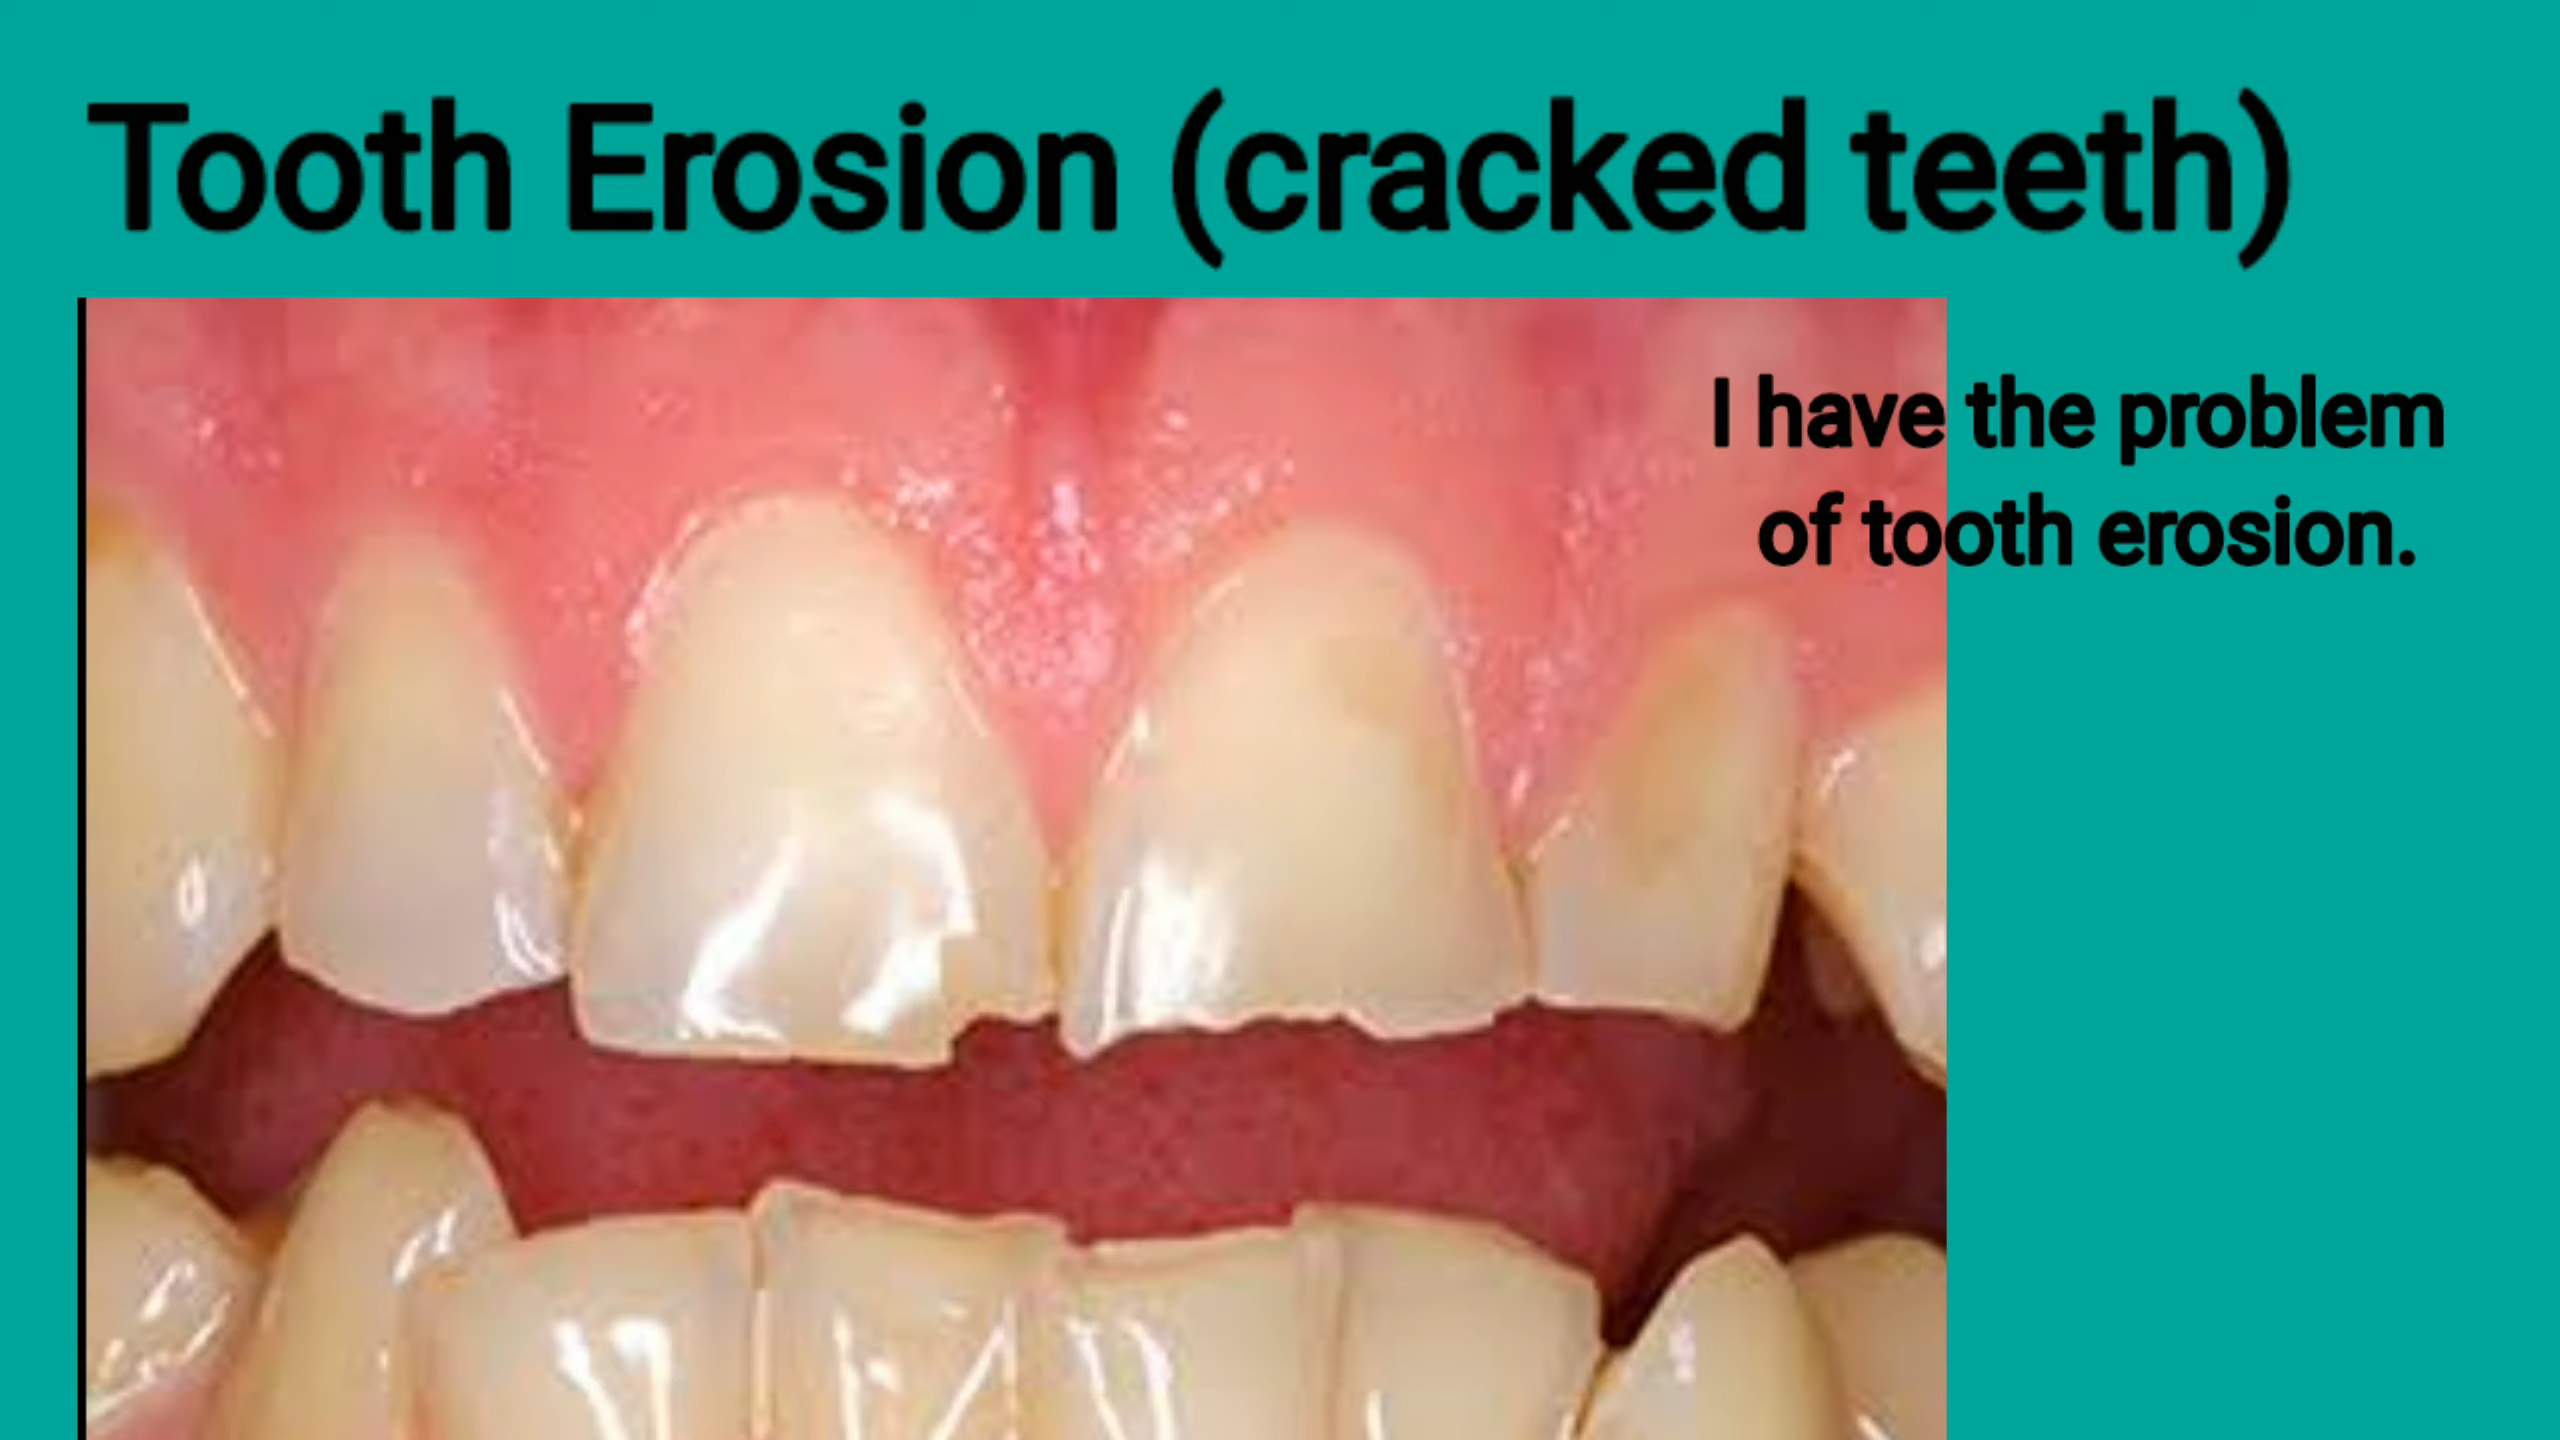 Tooth Erosion (cracked teeth)
I have the problem
of tooth erosion.